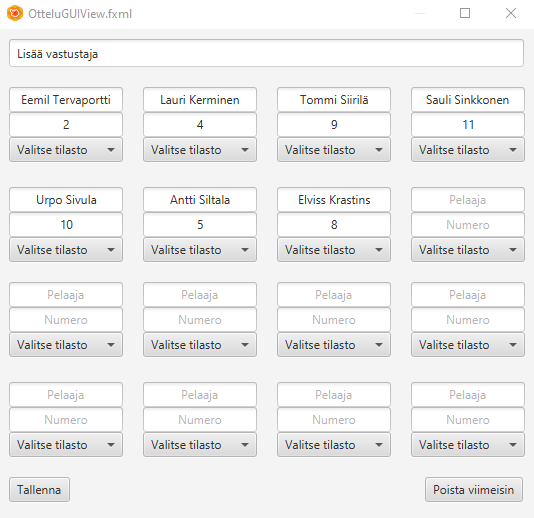 OtteluGUIView.fxml
Lisää vastustaja
Eemil Tervaportti Lauri Kerminen Tommi Siirilä Sauli Sinkkonen
2 4 9 11
Valitse tilasto Valitse tilasto Valitse tilasto Valitse tilasto
Urpo Sivula Antti Siltala Elviss Krastins Pelaaja
10 5 8 Numero
Valitse tilasto Valitse tilasto Valitse tilasto Valitse tilasto
Pelaaja Pelaaja Pelaaja Pelaaja
Numero Numero Numero Numero
Valitse tilasto Valitse tilasto Valitse tilasto Valitse tilasto
Pelaaja Pelaaja Pelaaja Pelaaja
Numero Numero Numero Numero
Valitse tilasto Valitse tilasto Valitse tilasto Valitse tilasto
Tallenna Poista viimeisin